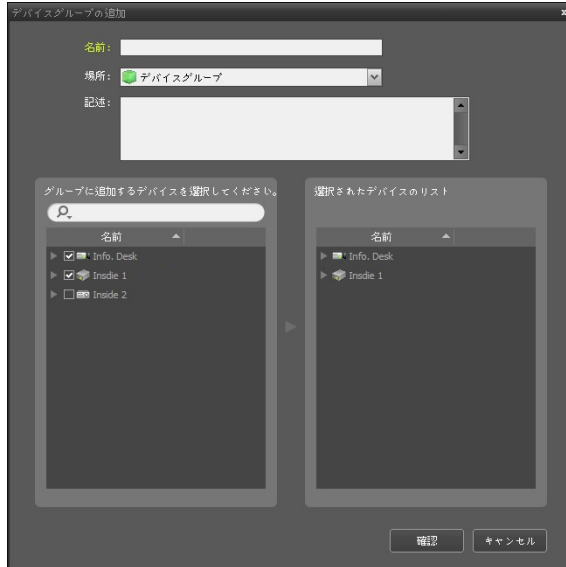 デバイスグループの追加
名前:
場所: デバイスグループ
記述:
グループに追加するデバイスを選択してください。
名前
Info. Desk
Insdie 1
Inside 2
選択されたデバイスのリスト
名前
Info. Desk
Insdie 1
確認 キャンセル